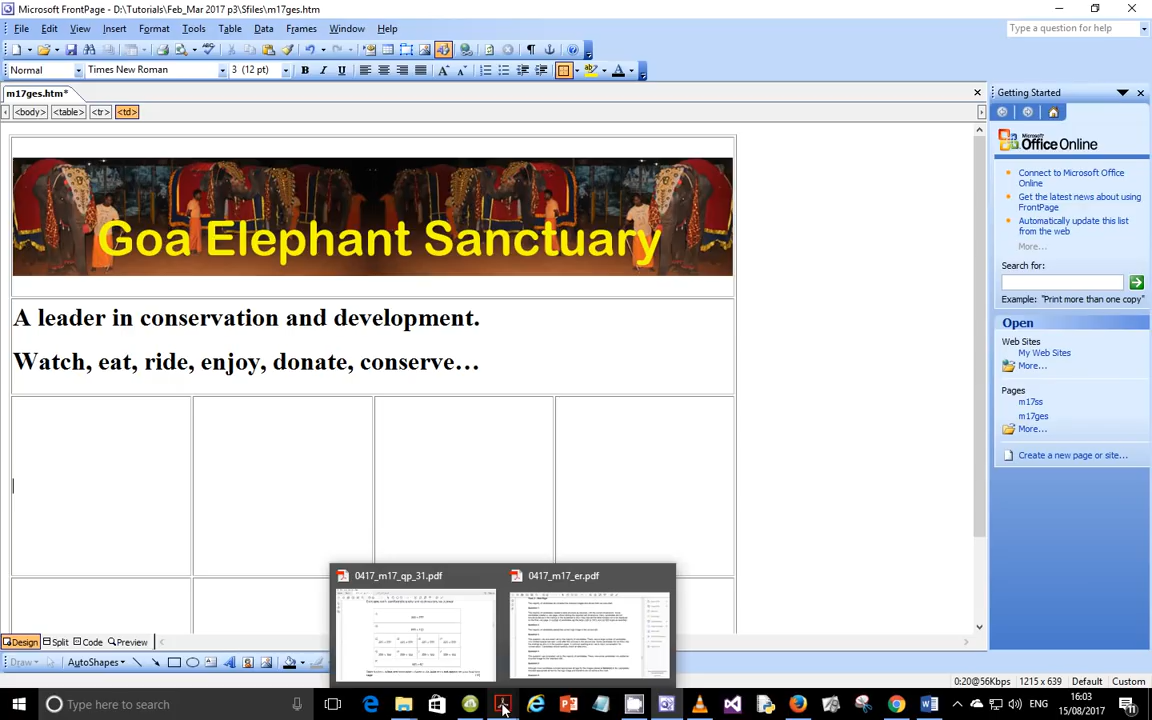 Microsoft FrontPage - D:\Tutorials\Feb_Mar 2017 p3\Sfiles\m17ges.htm
File Edit View Insert Format Tools Table Data Frames Window Help
Type a question for help
Normal Times New Roman 3 (12 pt) B I U
m17ges.htm*
<body> <table> <tr> <td>
Goa Elephant Sanctuary
A leader in conservation and development.
Watch, eat, ride, enjoy, donate, conserve…
Getting Started
Microsoft
Office Online
Connect to Microsoft Office
Online
Get the latest news about using
FrontPage
Automatically update this list
from the web
More...
Search for:
Example: "Print more than one copy"
Open
Web Sites
My Web Sites
More...
Pages
m17ss
m17ges
More...
Create a new page or site...
0417_m17_qp_31.pdf
0417_m17_er.pdf
Design Split Code Preview
Draw AutoShapes
0:20@56Kbps 1215 x 639 Default Custom
Type here to search
ENG
16:03
15/08/2017